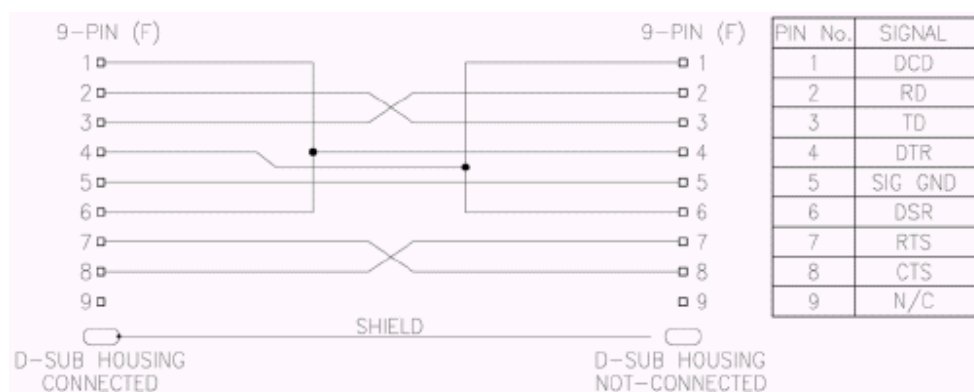 9-PIN (F) 9-PIN (F)
1 1
2 2
3 3
4 4
5 5
6 6
7 7
8 8
9 9
SHIELD
D-SUB HOUSING
CONNECTED
D-SUB HOUSING
NOT-CONNECTED
PIN No. SIGNAL
1 DCD
2 RD
3 TD
4 DTR
5 SIG GND
6 DSR
7 RTS
8 CTS
9 N/C